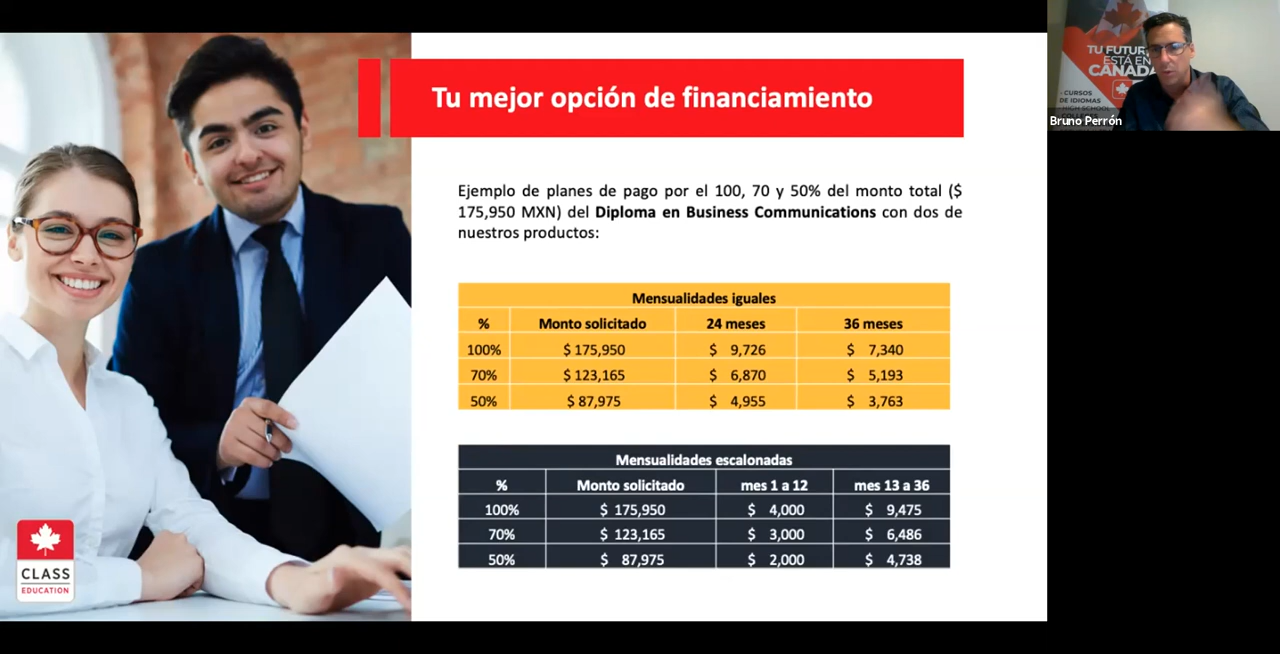 Tu mejor opción de financiamiento
Ejemplo de planes de pago por el 100, 70 y 50% del monto total ($
175,950 MXN) del Diploma en Business Communications con dos de
nuestros productos:
Mensualidades iguales
% Monto solicitado 24 meses 36 meses
100% $ 175,950 $ 9,726 $ 7,340
70% $ 123,165 $ 6,870 $ 5,193
50% $ 87,975 $ 4,955 $ 3,763
Mensualidades escalonadas
% Monto solicitado mes 1 a 12 mes 13 a 36
100% $ 175,950 $ 4,000 $ 9,475
70% $ 123,165 $ 3,000 $ 6,486
50% $ 87,975 $ 2,000 $ 4,738
CLASS
EDUCATION
TU FUTUR
ESTÁ EN
CANAD
- CURSOS
DE IDIOMAS
HIGH SCHOOL
Bruno Perrón